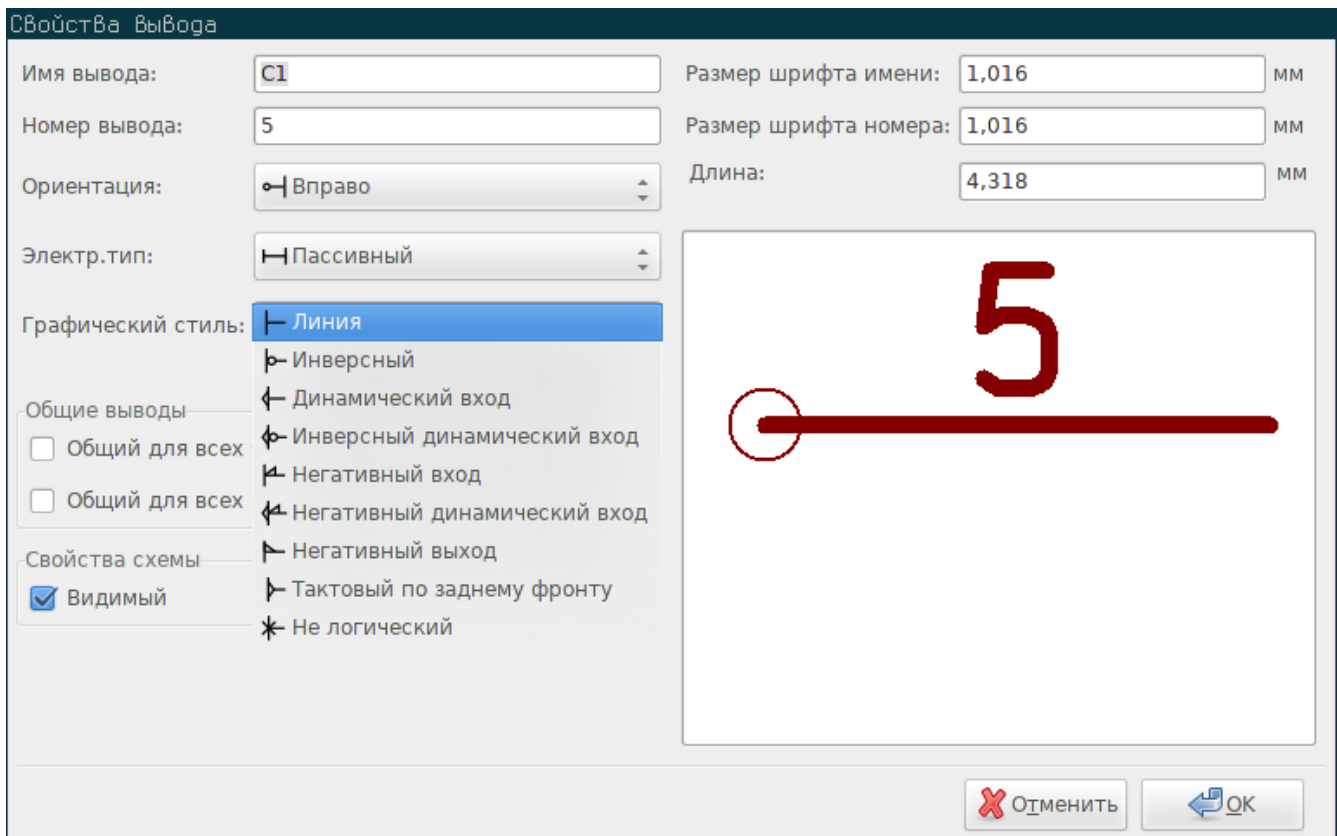 Свойства вывода
Имя вывода: C1
Размер шрифта имени: 1,016 мм
Номер вывода: 5
Размер шрифта номера: 1,016 мм
Ориентация: Вправо
Длина: 4,318 мм
Электр.тип: Пассивный
5
Графический стиль: Линия
Инверсный
Динамический вход
Инверсный динамический вход
Негативный вход
Негативный динамический вход
Негативный выход
Тактовый по заднему фронту
Не логический
Общие выводы
Общий для всех
Общий для всех
Свойства схемы
Видимый
Отменить
OK